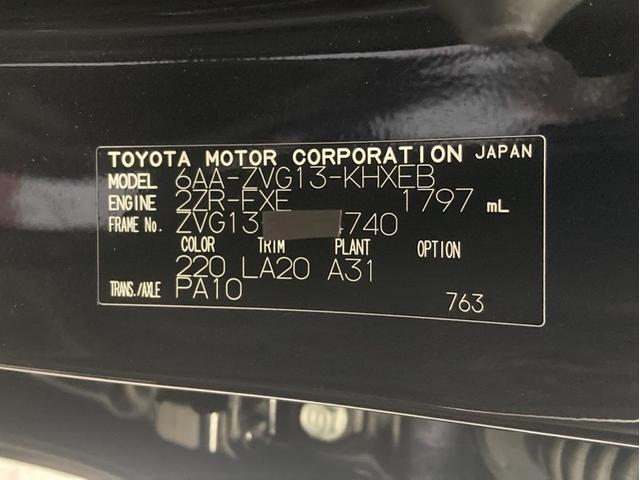 TOYOTA MOTOR CORPORATION JAPAN
MODEL 6AA-ZVG13-KHXEB
ENGINE 2ZR-FXE 1797 mL
FRAME No. ZVG13 4740
COLOR TRIM PLANT OPTION
220 LA20 A31
TRANS./AXLE PA10
763